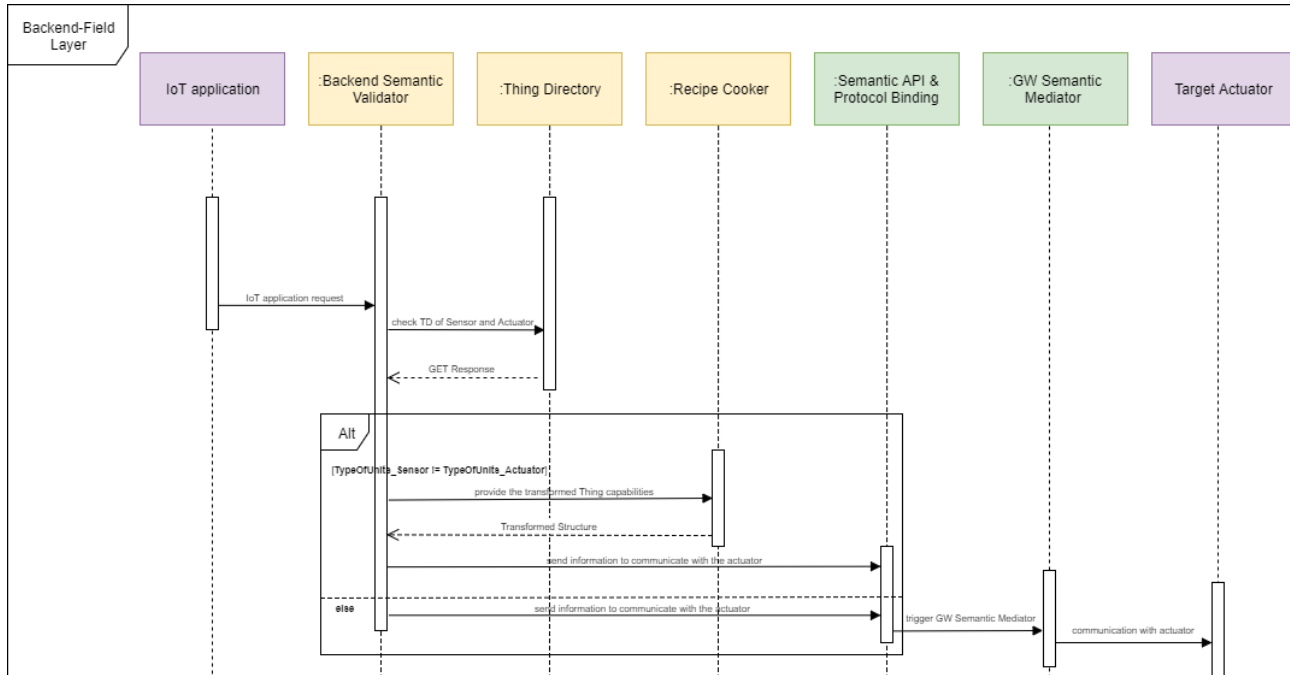 Backend-Field
Layer
IoT application
:Backend Semantic
Validator
:Thing Directory
:Recipe Cooker
:Semantic API &
Protocol Binding
:GW Semantic
Mediator
Target Actuator
IoT application request
check TD of Sensor and Actuator
GET Response
Alt
[TypeOfUnits_Sensor != TypeOfUnits_Actuator]
provide the transformed Thing capabilities
Transformed Structure
send information to communicate with the actuator
else
send information to communicate with the actuator
trigger GW Semantic Mediator
communication with actuator